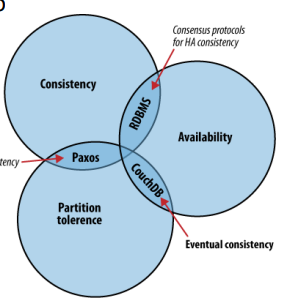 Consensus protocols
for HA consistency
Consistency
RDBMS
Availability
tency
Paxos
CouchDB
Partition
tolerence
Eventual consistency